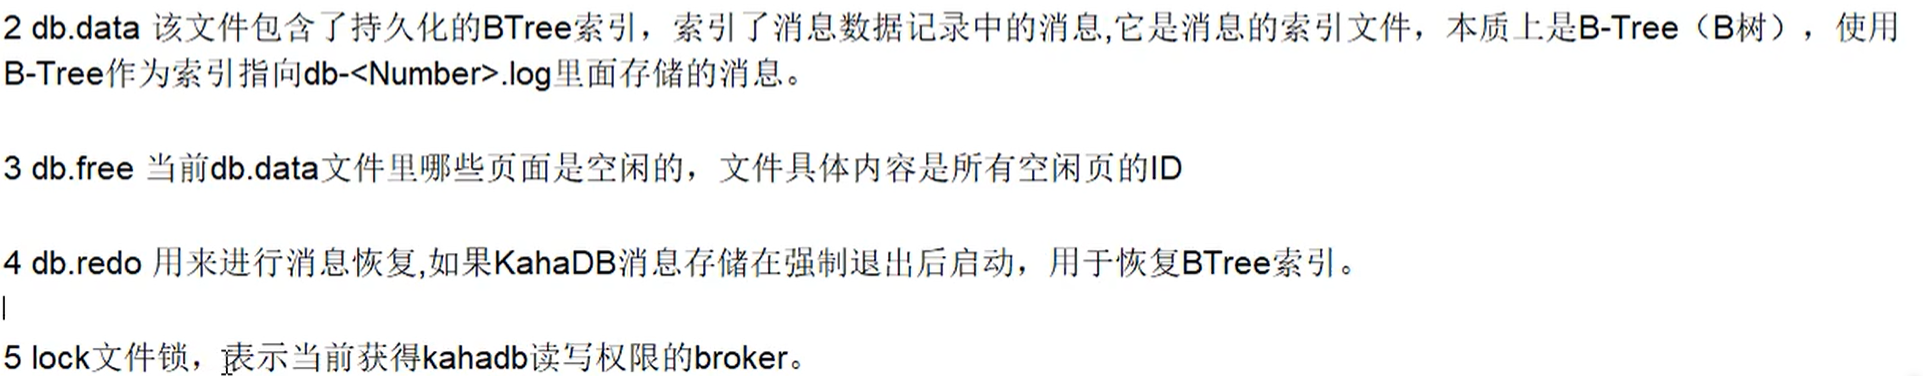 2 db.data 该文件包含了持久化的BTree索引，索引了消息数据记录中的消息,它是消息的索引文件，本质上是B-Tree（B树），使用
B-Tree作为索引指向db-<Number>.log里面存储的消息。
3 db.free 当前db.data文件里哪些页面是空闲的，文件具体内容是所有空闲页的ID
4 db.redo 用来进行消息恢复,如果KahaDB消息存储在强制退出后启动，用于恢复BTree索引。
5 lock文件锁，表示当前获得kahadb读写权限的broker。